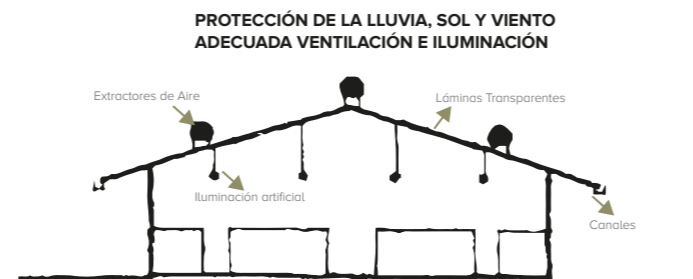 PROTECCIÓN DE LA LLUVIA, SOL Y VIENTO
ADECUADA VENTILACIÓN E ILUMINACIÓN
Extractores de Aire
Láminas Transparentes
Iluminación artificial
Canales